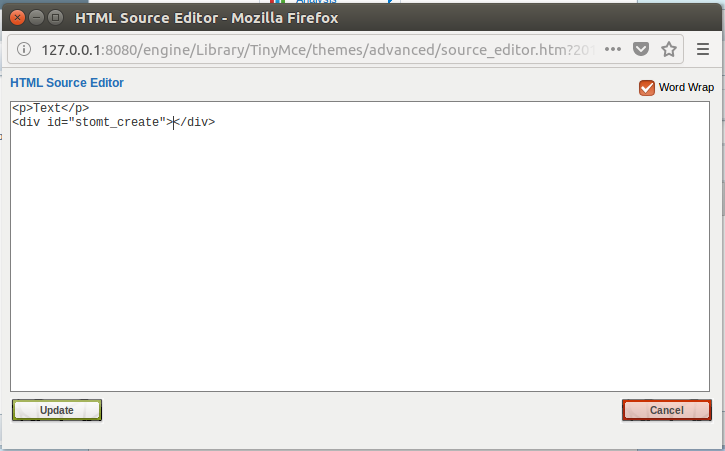 Analysis
HTML Source Editor - Mozilla Firefox
127.0.0.1:8080/engine/Library/TinyMce/themes/advanced/source_editor.htm?201
HTML Source Editor
Word Wrap
<p>Text</p>
<div id="stomt_create"></div>
Update
Cancel